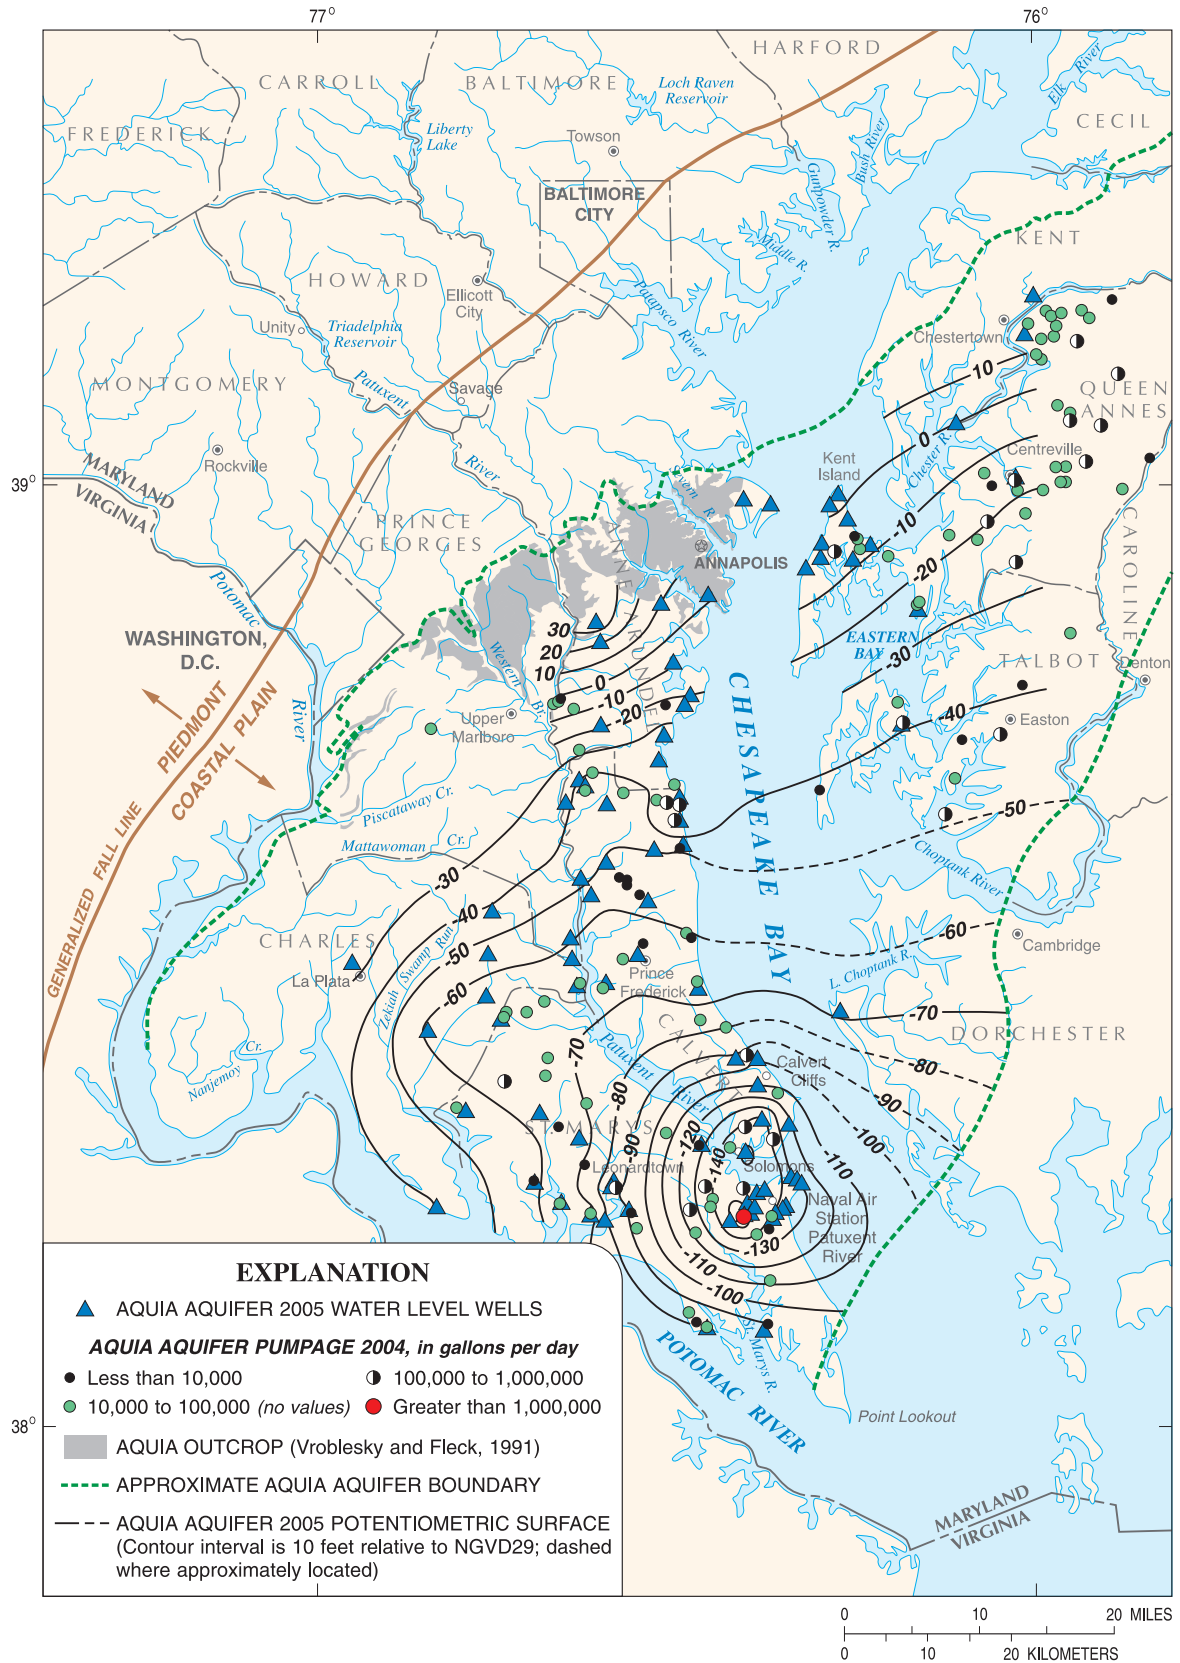 77°
76°
HARFORD
CARROLL
BALTIMORE
Loch Raven
Reservoir
Elk River
CECIL
FREDERICK
Liberty
Lake
Towson
Bush River
Gunpowder R.
BALTIMORE
CITY
KENT
Middle R.
HOWARD
Ellicott
City
Patapsco River
Unity
Triadelphia
Reservoir
Chestertown
10
MONTGOMERY
Patuxent
Savage
QUEEN
ANNES
0
Chester R.
Centreville
Rockville
Kent
Island
39°
MARYLAND
VIRGINIA
River
Severn R.
-10
PRINCE
GEORGES
CAROLINE
ANNAPOLIS
-20
Potomac
ANNE ARUNDEL
30
WASHINGTON,
D.C.
EASTERN
BAY
20
Western
Br.
-30
TALBOT
Denton
10
0
-10
PIEDMONT
COASTAL PLAIN
River
-20
-40
Easton
Upper
Marlboro
CHESAPEAKE BAY
Piscataway Cr.
-50
GENERALIZED FALL LINE
Mattawoman Cr.
Choptank River
-30
-40
-60
CHARLES
Cambridge
-50
Zekiah Swamp Run
La Plata
Prince
Frederick
L. Choptank R.
-60
-70
DORCHESTER
CALVERT
Nanjemoy Cr.
-70
Patuxent River
Calvert
Cliffs
-80
-80
-90
-100
ST. MARYS
-90
-120
-140
-110
Leonardtown
Solomons
Naval Air
Station
Patuxent
River
-130
-110
-100
St. Marys R.
POTOMAC RIVER
Point Lookout
38°
MARYLAND
VIRGINIA
EXPLANATION
AQUIA AQUIFER 2005 WATER LEVEL WELLS
AQUIA AQUIFER PUMPAGE 2004, in gallons per day
Less than 10,000
100,000 to 1,000,000
10,000 to 100,000 (no values)
Greater than 1,000,000
AQUIA OUTCROP (Vroblesky and Fleck, 1991)
APPROXIMATE AQUIA AQUIFER BOUNDARY
AQUIA AQUIFER 2005 POTENTIOMETRIC SURFACE
(Contour interval is 10 feet relative to NGVD29; dashed
where approximately located)
0 10 20 MILES
0 10 20 KILOMETERS